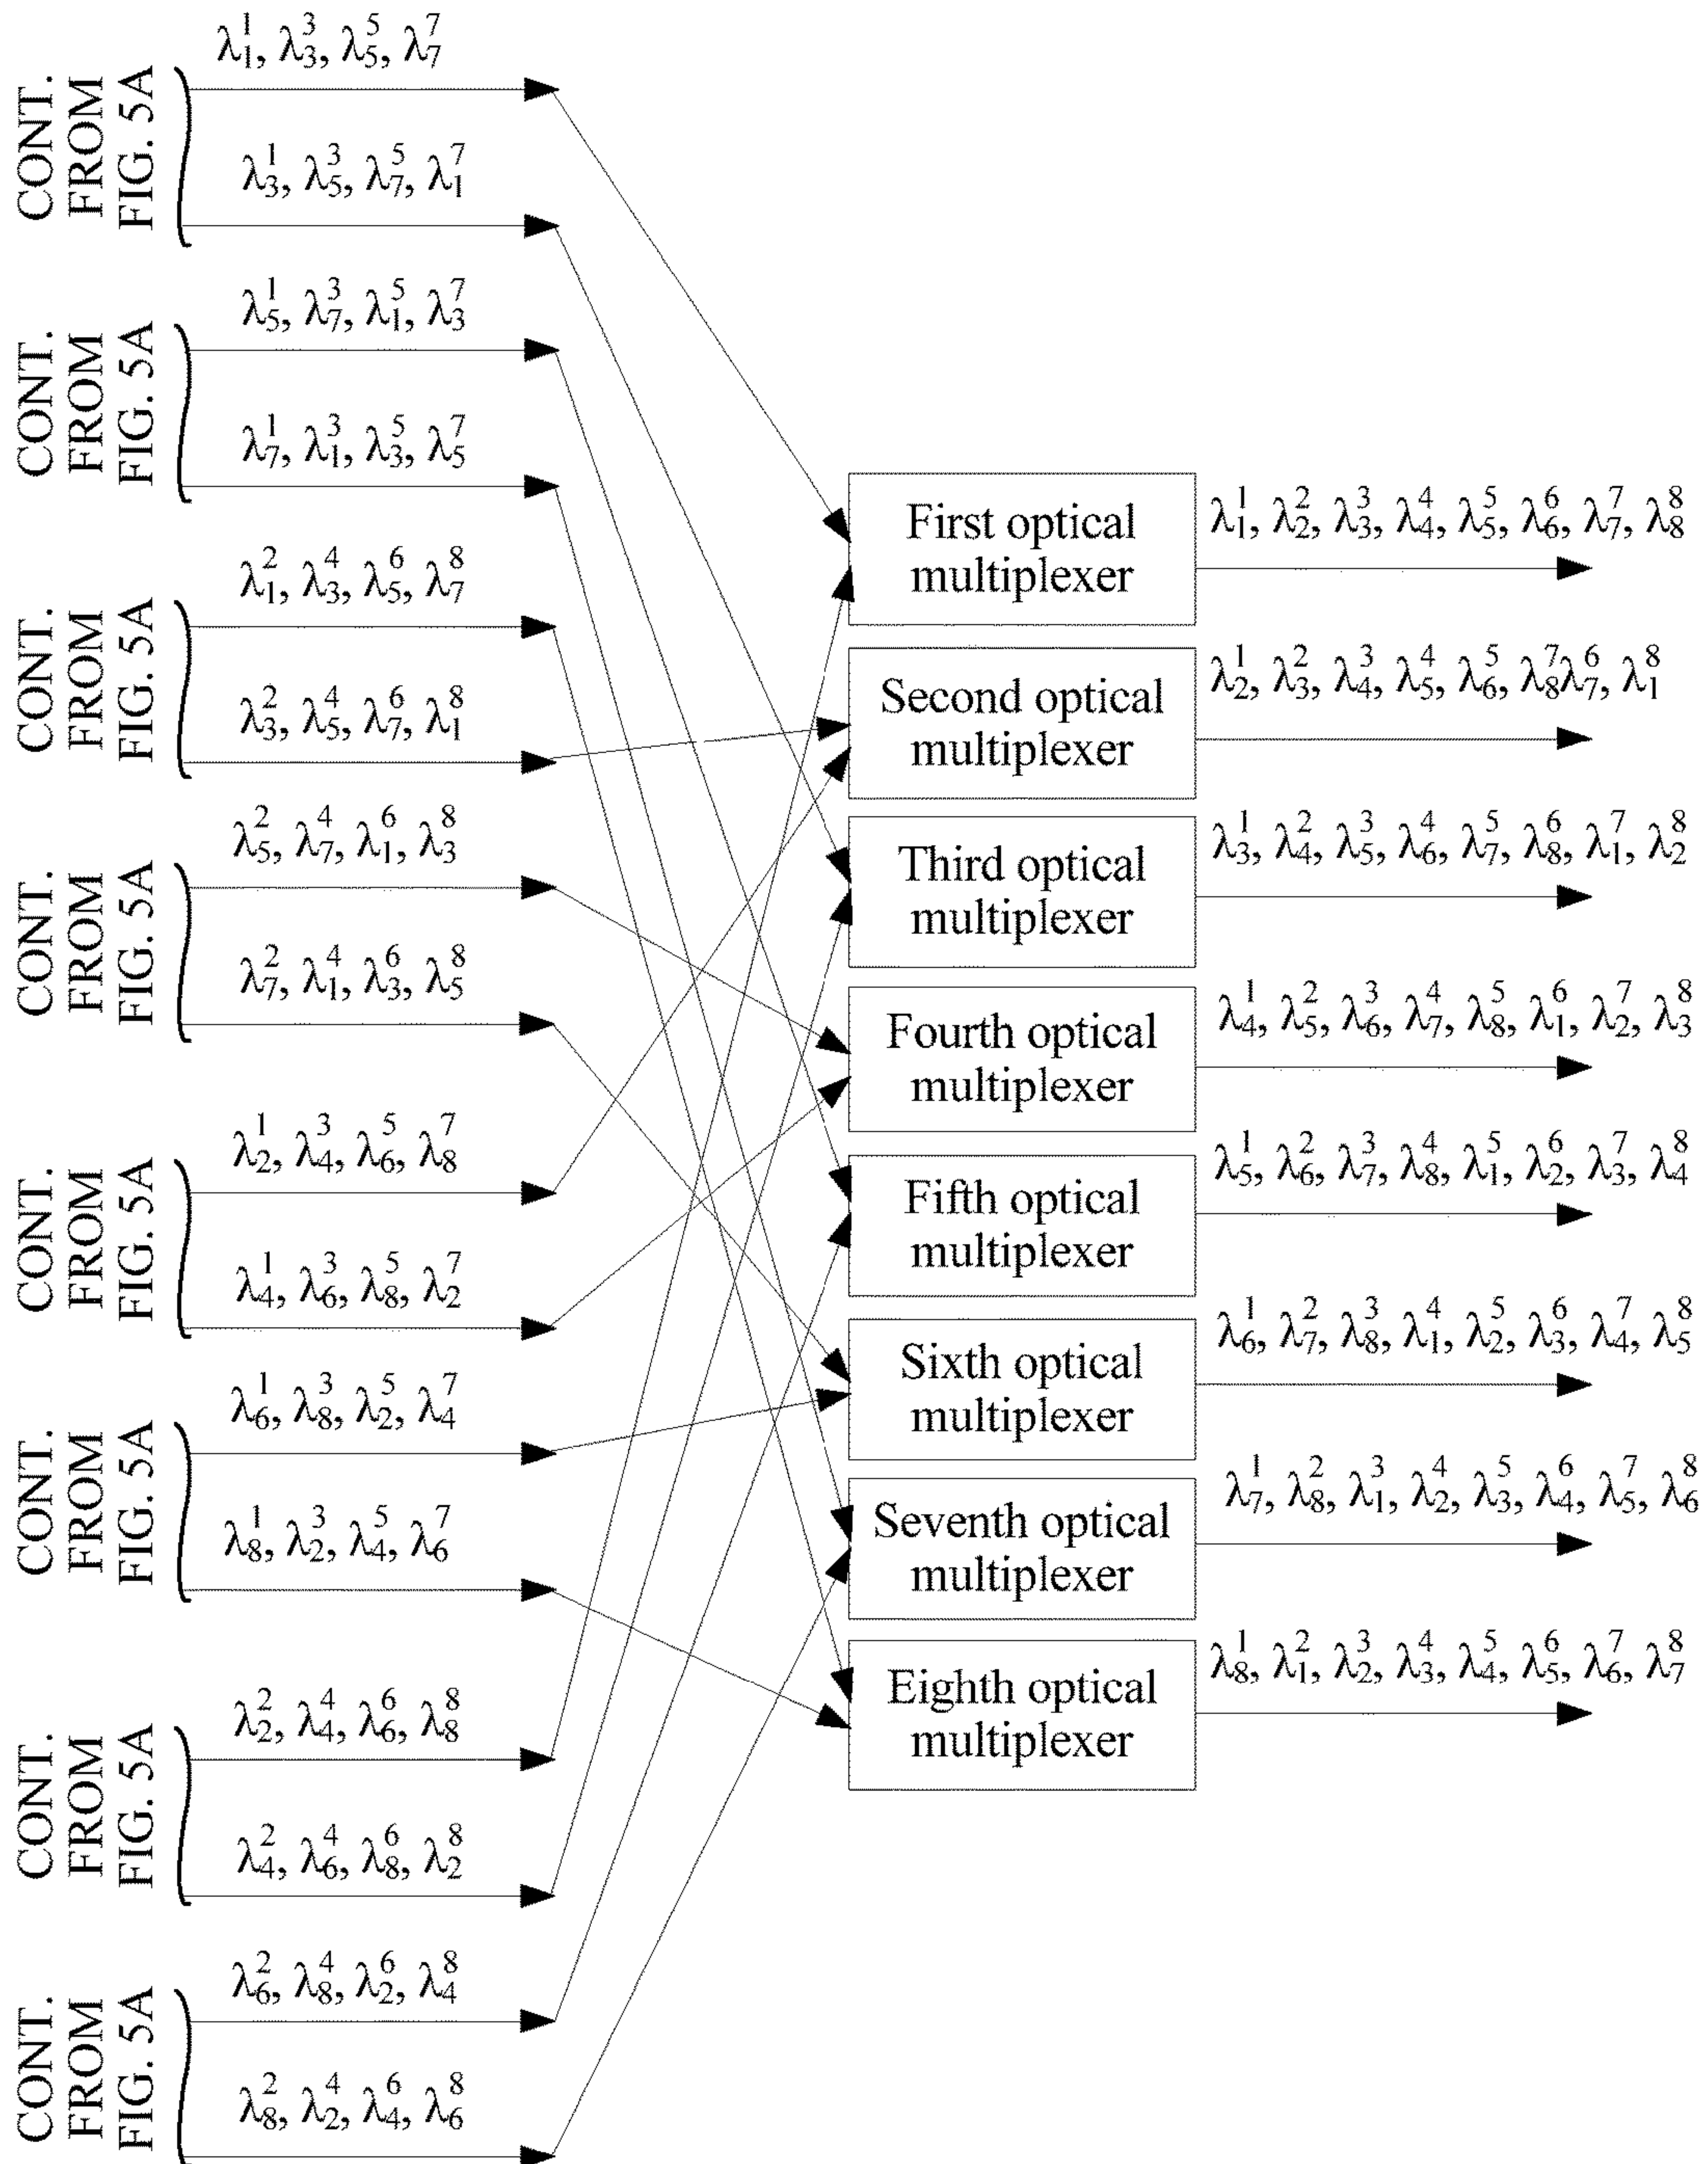 CONT.
FROM
FIG. 5A
λ₁¹, λ₃³, λ₅⁵, λ₇⁷
λ₃¹, λ₅³, λ₇⁵, λ₁⁷
CONT.
FROM
FIG. 5A
λ₅¹, λ₇³, λ₁⁵, λ₃⁷
λ₇¹, λ₁³, λ₃⁵, λ₅⁷
CONT.
FROM
FIG. 5A
λ₁², λ₃⁴, λ₅⁶, λ₇⁸
λ₃², λ₅⁴, λ₇⁶, λ₁⁸
CONT.
FROM
FIG. 5A
λ₅², λ₇⁴, λ₁⁶, λ₃⁸
λ₇², λ₁⁴, λ₃⁶, λ₅⁸
CONT.
FROM
FIG. 5A
λ₂¹, λ₄³, λ₆⁵, λ₈⁷
λ₄¹, λ₆³, λ₈⁵, λ₂⁷
CONT.
FROM
FIG. 5A
λ₆¹, λ₈³, λ₂⁵, λ₄⁷
λ₈¹, λ₂³, λ₄⁵, λ₆⁷
CONT.
FROM
FIG. 5A
λ₂², λ₄⁴, λ₆⁶, λ₈⁸
λ₄², λ₆⁴, λ₈⁶, λ₂⁸
CONT.
FROM
FIG. 5A
λ₆², λ₈⁴, λ₂⁶, λ₄⁸
λ₈², λ₂⁴, λ₄⁶, λ₆⁸
First optical
multiplexer
λ₁¹, λ₂², λ₃³, λ₄⁴, λ₅⁵, λ₆⁶, λ₇⁷, λ₈⁸
Second optical
multiplexer
λ₂¹, λ₃², λ₄³, λ₅⁴, λ₆⁵, λ₈⁷λ₇⁶, λ₁⁸
Third optical
multiplexer
λ₃¹, λ₄², λ₅³, λ₆⁴, λ₇⁵, λ₈⁶, λ₁⁷, λ₂⁸
Fourth optical
multiplexer
λ₄¹, λ₅², λ₆³, λ₇⁴, λ₈⁵, λ₁⁶, λ₂⁷, λ₃⁸
Fifth optical
multiplexer
λ₅¹, λ₆², λ₇³, λ₈⁴, λ₁⁵, λ₂⁶, λ₃⁷, λ₄⁸
Sixth optical
multiplexer
λ₆¹, λ₇², λ₈³, λ₁⁴, λ₂⁵, λ₃⁶, λ₄⁷, λ₅⁸
Seventh optical
multiplexer
λ₇¹, λ₈², λ₁³, λ₂⁴, λ₃⁵, λ₄⁶, λ₅⁷, λ₆⁸
Eighth optical
multiplexer
λ₈¹, λ₁², λ₂³, λ₃⁴, λ₄⁵, λ₅⁶, λ₆⁷, λ₇⁸